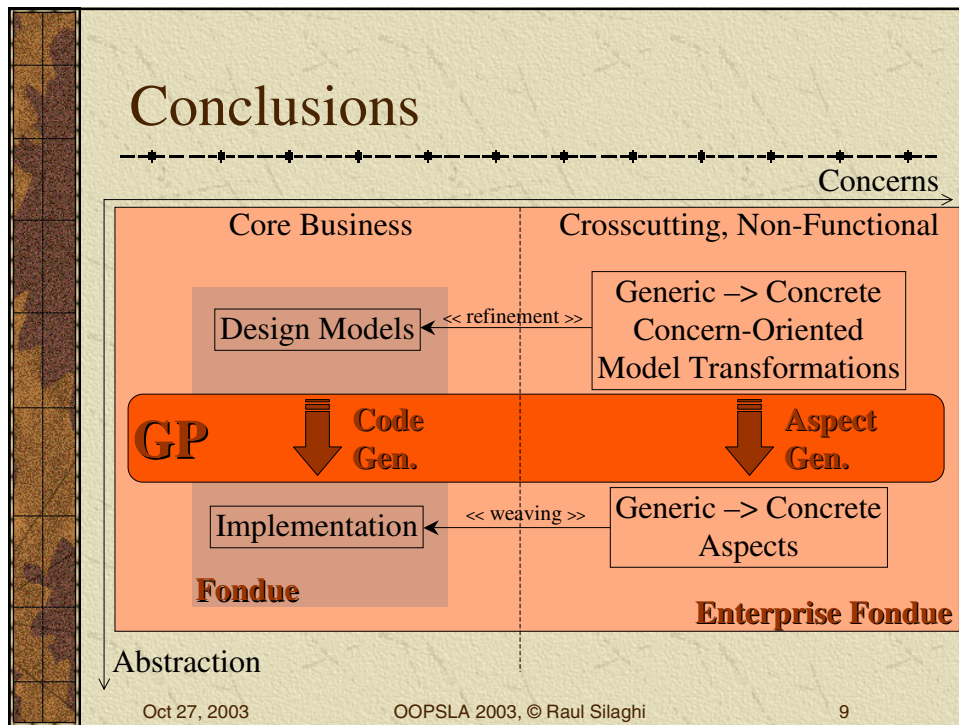 Conclusions
Concerns
Core Business
Crosscutting, Non-Functional
Design Models
<< refinement >>
Generic –> Concrete
Concern-Oriented
Model Transformations
GP
Code
Gen.
Aspect
Gen.
Implementation
<< weaving >>
Generic –> Concrete
Aspects
Fondue
Enterprise Fondue
Abstraction
Oct 27, 2003
OOPSLA 2003, © Raul Silaghi
9